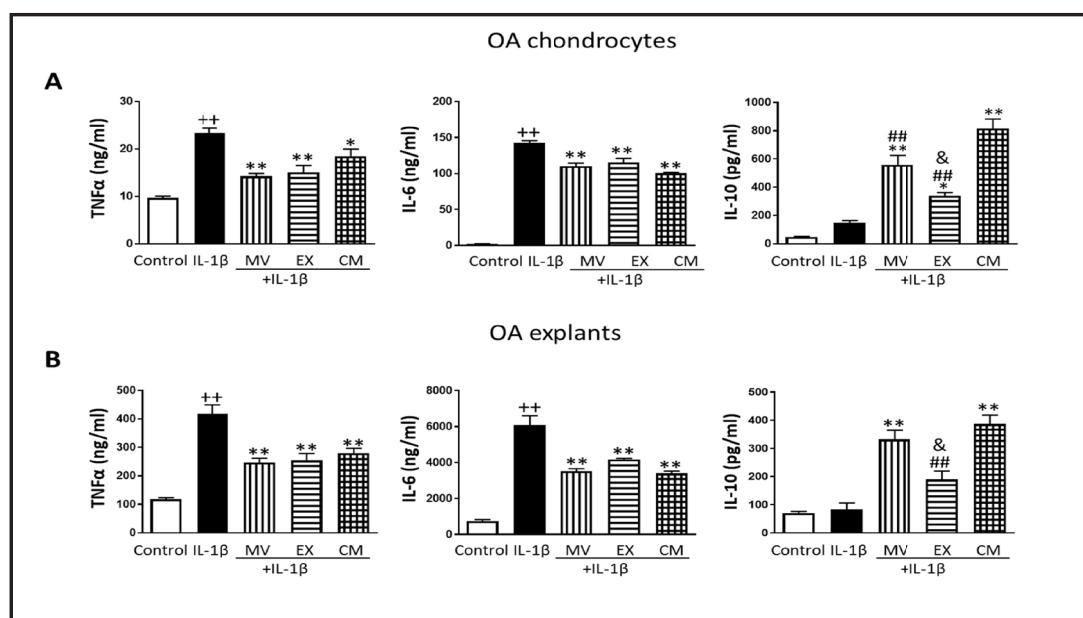 OA chondrocytes
A
TNFα (ng/ml)
30
20
10
0
++
**
**
*
Control IL-1β MV EX CM
+IL-1β
IL-6 (ng/ml)
200
150
100
50
0
++
**
**
**
Control IL-1β MV EX CM
+IL-1β
IL-10 (pg/ml)
1000
800
600
400
200
0
##
**
&
##
*
**
Control IL-1β MV EX CM
+IL-1β
OA explants
B
TNFα (ng/ml)
500
400
300
200
100
0
++
**
**
**
Control IL-1β MV EX CM
+IL-1β
IL-6 (ng/ml)
8000
6000
4000
2000
0
++
**
**
**
Control IL-1β MV EX CM
+IL-1β
IL-10 (pg/ml)
500
400
300
200
100
0
**
&
##
**
Control IL-1β MV EX CM
+IL-1β